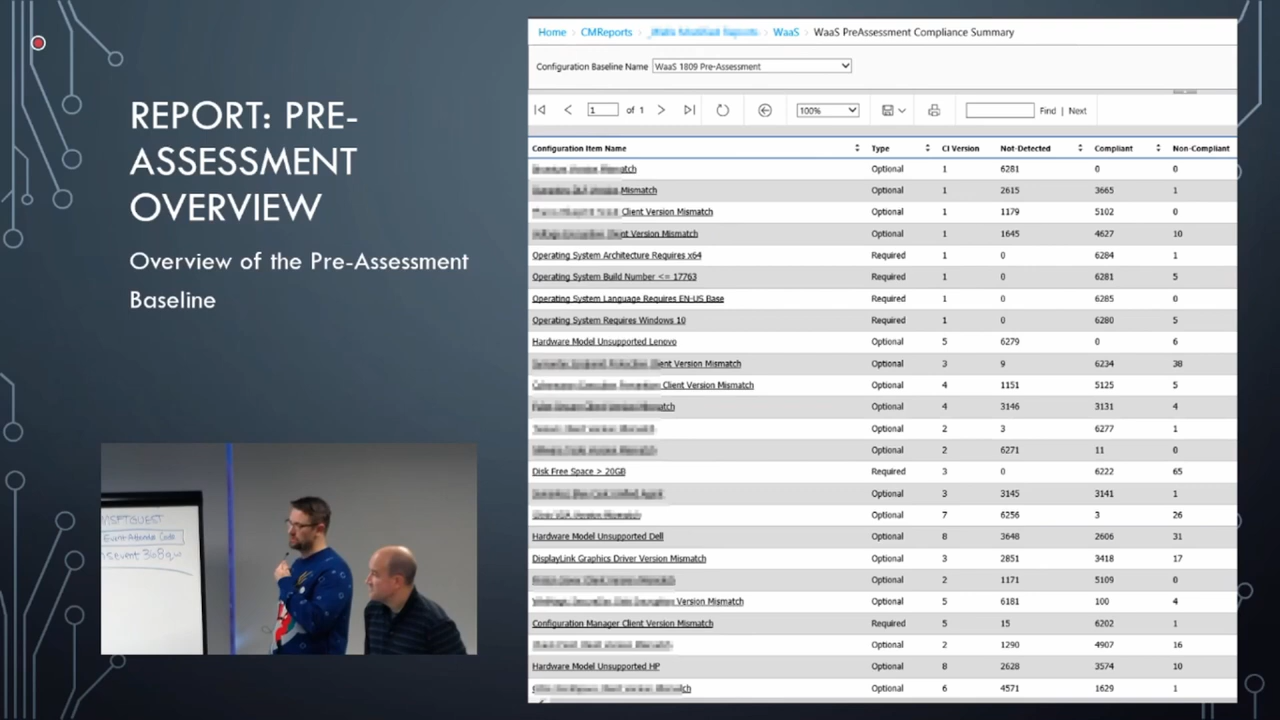 REPORT: PRE-
ASSESSMENT
OVERVIEW
Overview of the Pre-Assessment
Baseline
Home > CMReports > > WaaS > WaaS PreAssessment Compliance Summary
Configuration Baseline Name WaaS 1809 Pre-Assessment
1 of 1 100% Find | Next
Configuration Item Name Type CI Version Not-Detected Compliant Non-Compliant
Optional 1 6281 0 0
Mismatch Optional 1 2615 3665 1
Client Version Mismatch Optional 1 1179 5102 0
Version Mismatch Optional 1 1645 4627 10
Operating System Architecture Requires x64 Required 1 0 6284 1
Operating System Build Number <= 17763 Required 1 0 6281 5
Operating System Language Requires EN-US Base Required 1 0 6285 0
Operating System Requires Windows 10 Required 1 0 6280 5
Hardware Model Unsupported Lenovo Optional 5 6279 0 6
Version Mismatch Optional 3 9 6234 38
Client Version Mismatch Optional 4 1151 5125 5
Optional 4 3146 3131 4
Optional 2 3 6277 1
Optional 2 6271 11 0
Disk Free Space > 20GB Required 3 0 6222 65
Optional 3 3145 3141 1
Optional 7 6256 3 26
Hardware Model Unsupported Dell Optional 8 3648 2606 31
DisplayLink Graphics Driver Version Mismatch Optional 3 2851 3418 17
Optional 2 1171 5109 0
Version Mismatch Optional 5 6181 100 4
Configuration Manager Client Version Mismatch Required 5 15 6202 1
Optional 2 1290 4907 16
Hardware Model Unsupported HP Optional 8 2628 3574 10
Optional 6 4571 1629 1
MSFTGUEST
Event Attendee Code